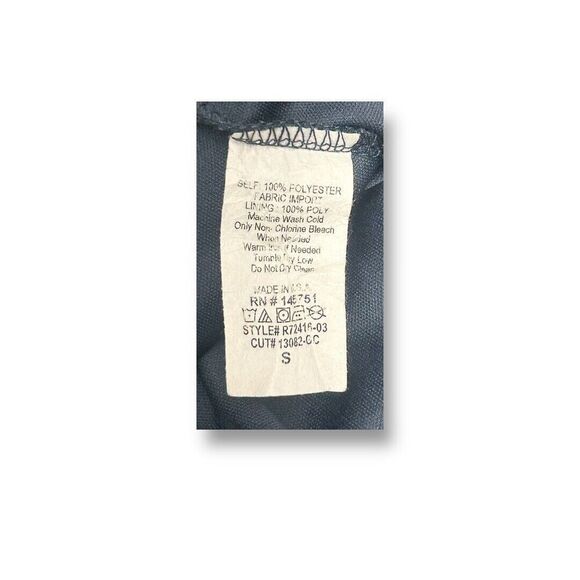 SELF: 100% POLYESTER
FABRIC IMPORT
LINING: 100% POLY
Machine Wash Cold
Only Non- Chlorine Bleach
When Needed
Warm Iron if Needed
Tumble Dry Low
Do Not Dry Clean
MADE IN U.S.A.
RN #
STYLE# R72416-03
CUT# 13082-CC
S